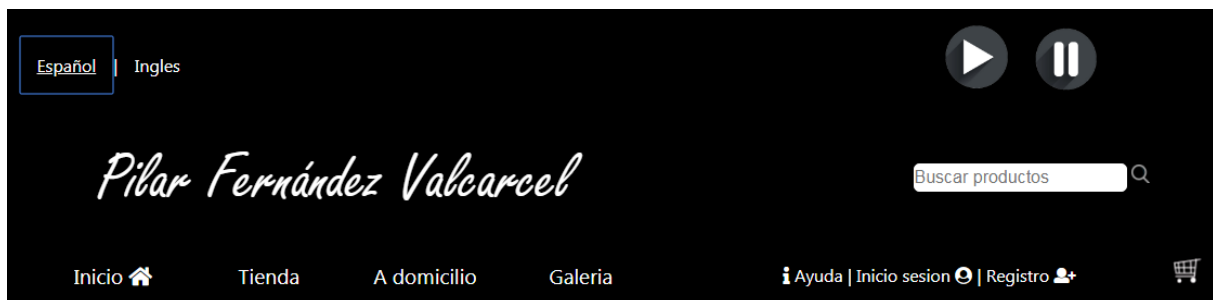 Español | Ingles
Pilar Fernández Valcarcel
Buscar productos
Inicio Tienda A domicilio Galeria Ayuda | Inicio sesion | Registro